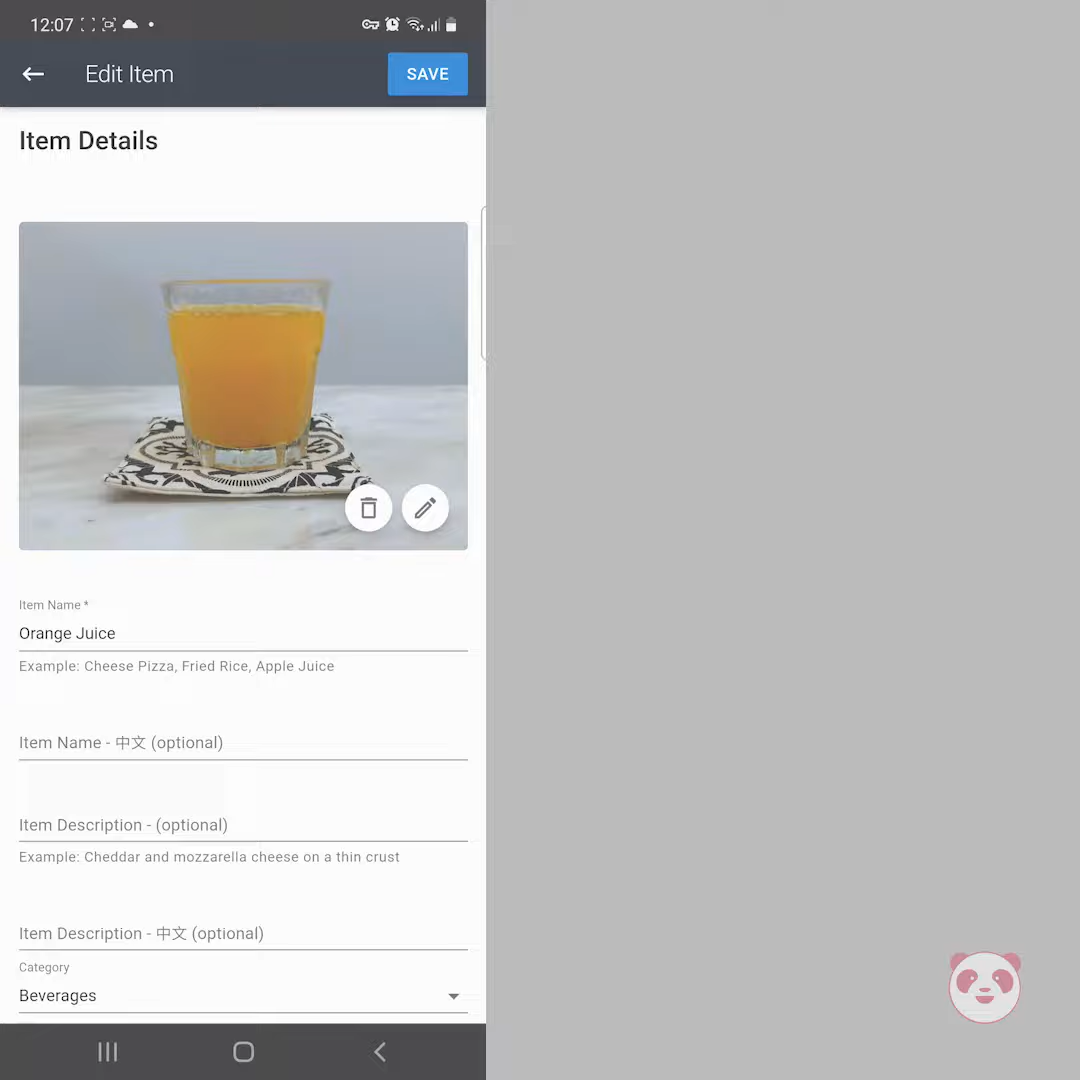 12:07
Edit Item
SAVE
Item Details
Item Name *
Orange Juice
Example: Cheese Pizza, Fried Rice, Apple Juice
Item Name - 中文 (optional)
Item Description - (optional)
Example: Cheddar and mozzarella cheese on a thin crust
Item Description - 中文 (optional)
Category
Beverages